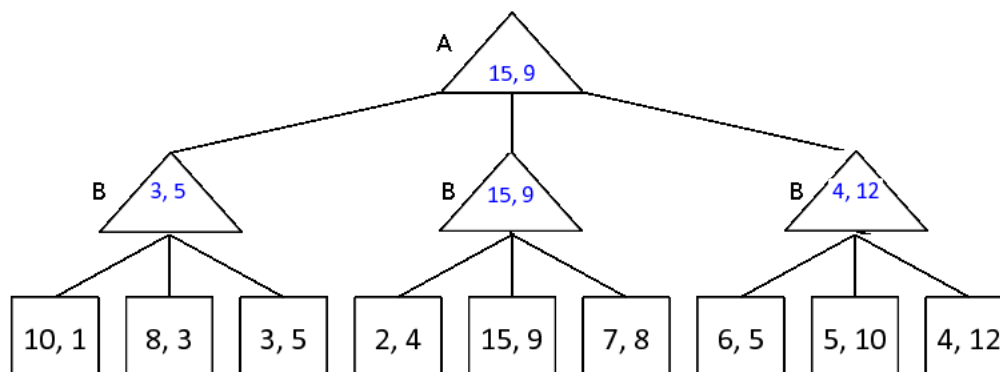 A
15, 9
B 3, 5 B 15, 9 B 4, 12
10, 1 8, 3 3, 5 2, 4 15, 9 7, 8 6, 5 5, 10 4, 12